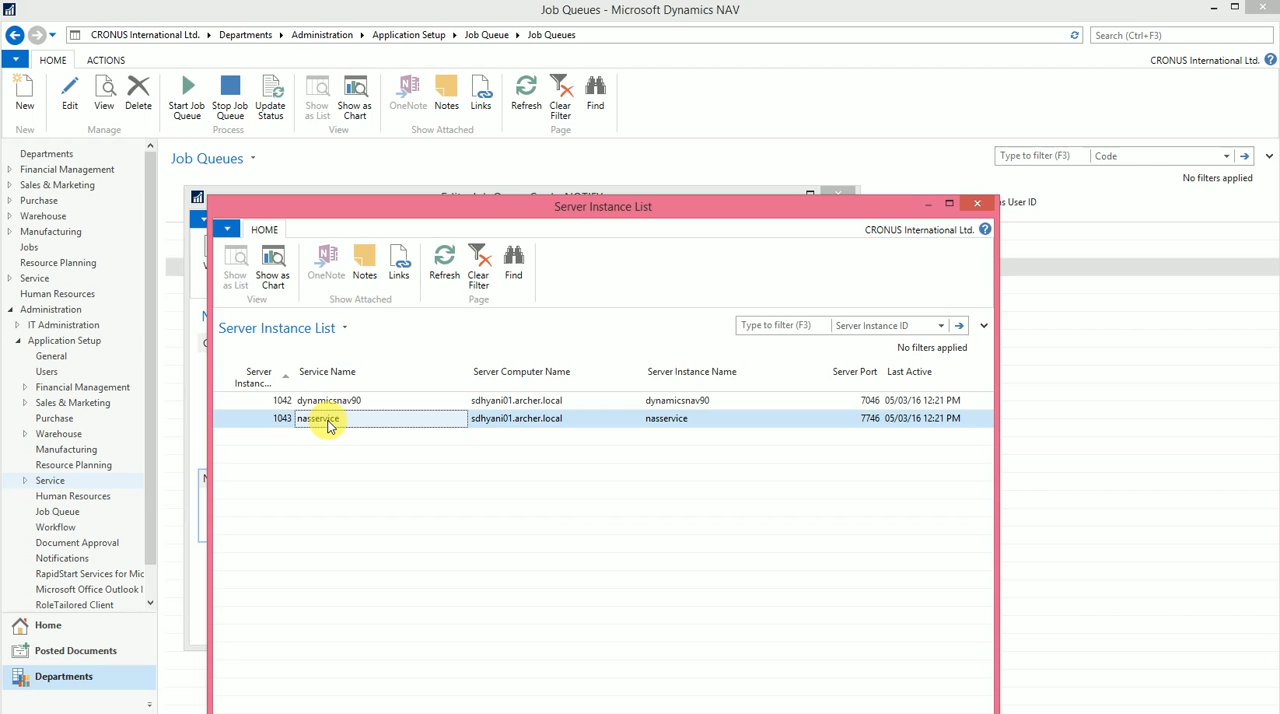 Job Queues - Microsoft Dynamics NAV
CRONUS International Ltd. Departments Administration Application Setup Job Queue Job Queues
Search (Ctrl+F3)
HOME ACTIONS
CRONUS International Ltd.
New Edit View Delete Start Job Queue Stop Job Queue Update Status Show as List Show as Chart OneNote Notes Links Refresh Clear Filter Find
New Manage Process View Show Attached Page
Departments
Financial Management
Sales & Marketing
Purchase
Warehouse
Manufacturing
Jobs
Resource Planning
Service
Human Resources
Administration
IT Administration
Application Setup
General
Users
Financial Management
Sales & Marketing
Purchase
Warehouse
Manufacturing
Resource Planning
Service
Human Resources
Job Queue
Workflow
Document Approval
Notifications
RapidStart Services for Mic
Microsoft Office Outlook I
RoleTailored Client
Home
Posted Documents
Departments
Job Queues
Type to filter (F3) Code
No filters applied
as User ID
Server Instance List
HOME
CRONUS International Ltd.
Show as List Show as Chart OneNote Notes Links Refresh Clear Filter Find
View Show Attached Page
Server Instance List
Type to filter (F3) Server Instance ID
No filters applied
Server Instanc... Service Name Server Computer Name Server Instance Name Server Port Last Active
1042 dynamicsnav90 sdhyani01.archer.local dynamicsnav90 7046 05/03/16 12:21 PM
1043 nasservice sdhyani01.archer.local nasservice 7746 05/03/16 12:21 PM